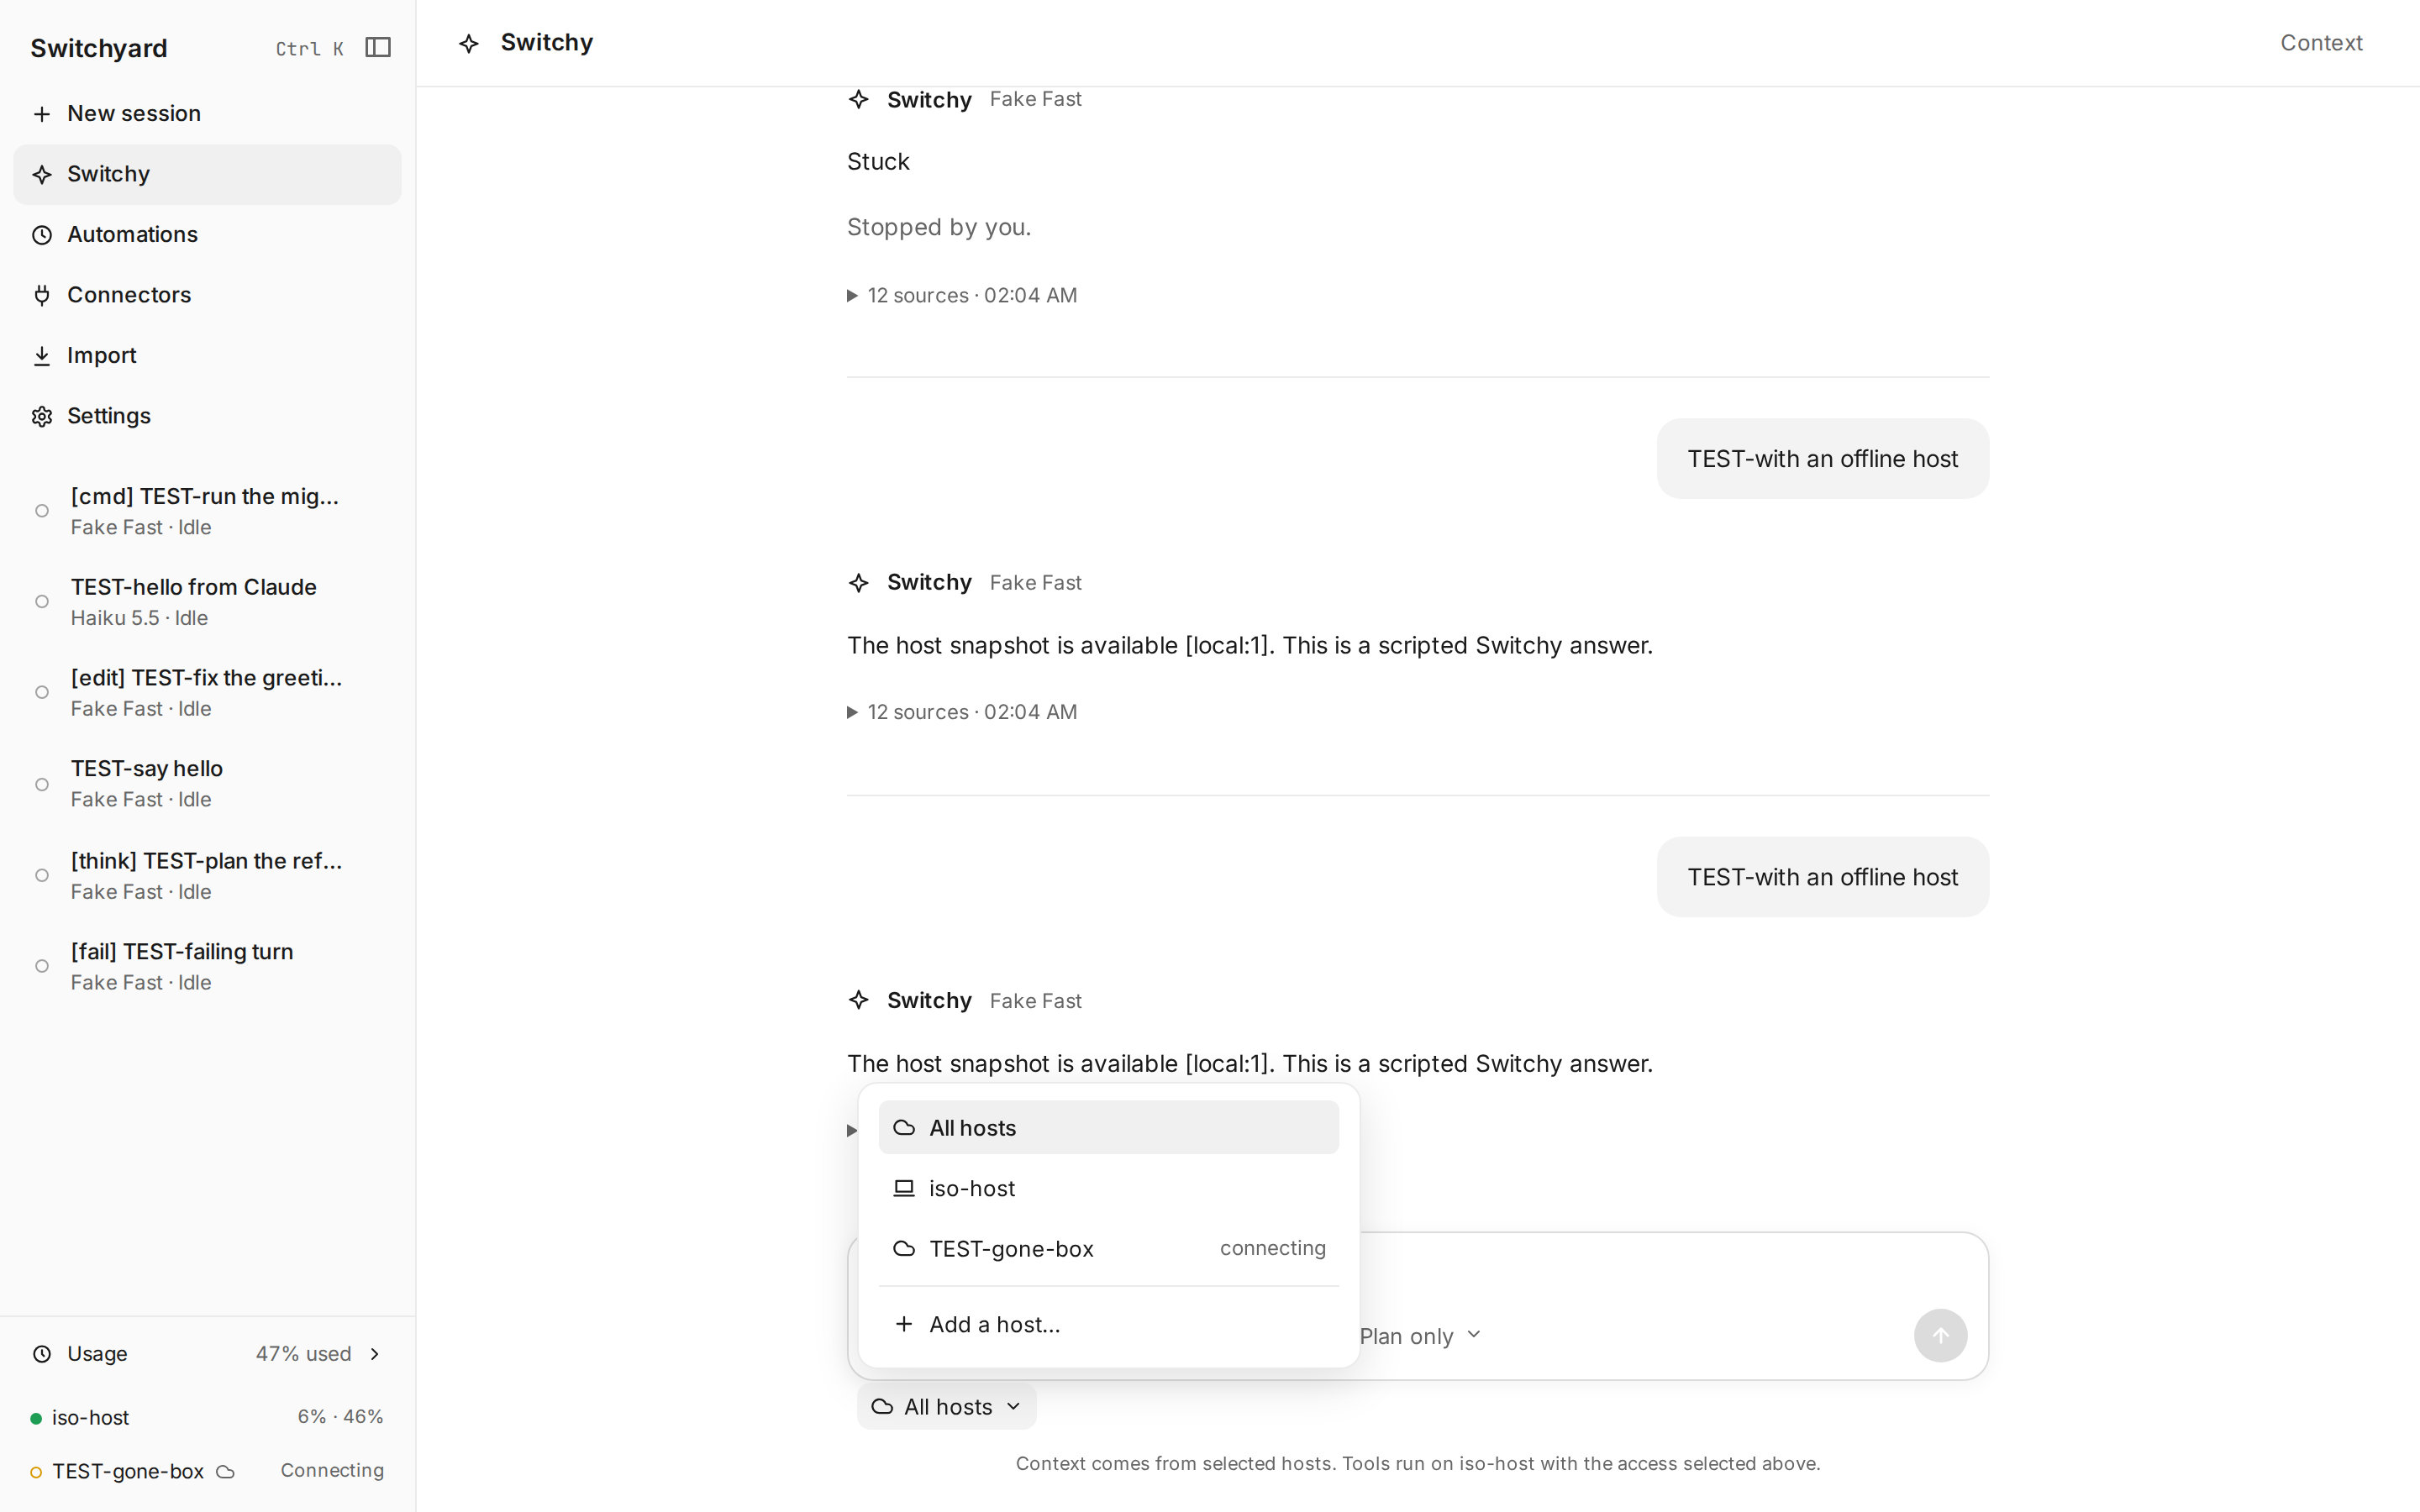 Switchyard
Ctrl K
New session
Switchy
Automations
Connectors
Import
Settings
[cmd] TEST-run the mig...
Fake Fast · Idle
TEST-hello from Claude
Haiku 5.5 · Idle
[edit] TEST-fix the greeti...
Fake Fast · Idle
TEST-say hello
Fake Fast · Idle
[think] TEST-plan the ref...
Fake Fast · Idle
[fail] TEST-failing turn
Fake Fast · Idle
Usage 47% used
iso-host 6% · 46%
TEST-gone-box Connecting
Switchy
Context
Switchy Fake Fast
Stuck
Stopped by you.
12 sources · 02:04 AM
TEST-with an offline host
Switchy Fake Fast
The host snapshot is available [local:1]. This is a scripted Switchy answer.
12 sources · 02:04 AM
TEST-with an offline host
Switchy Fake Fast
The host snapshot is available [local:1]. This is a scripted Switchy answer.
All hosts
iso-host
TEST-gone-box connecting
Add a host...
Plan only
All hosts
Context comes from selected hosts. Tools run on iso-host with the access selected above.